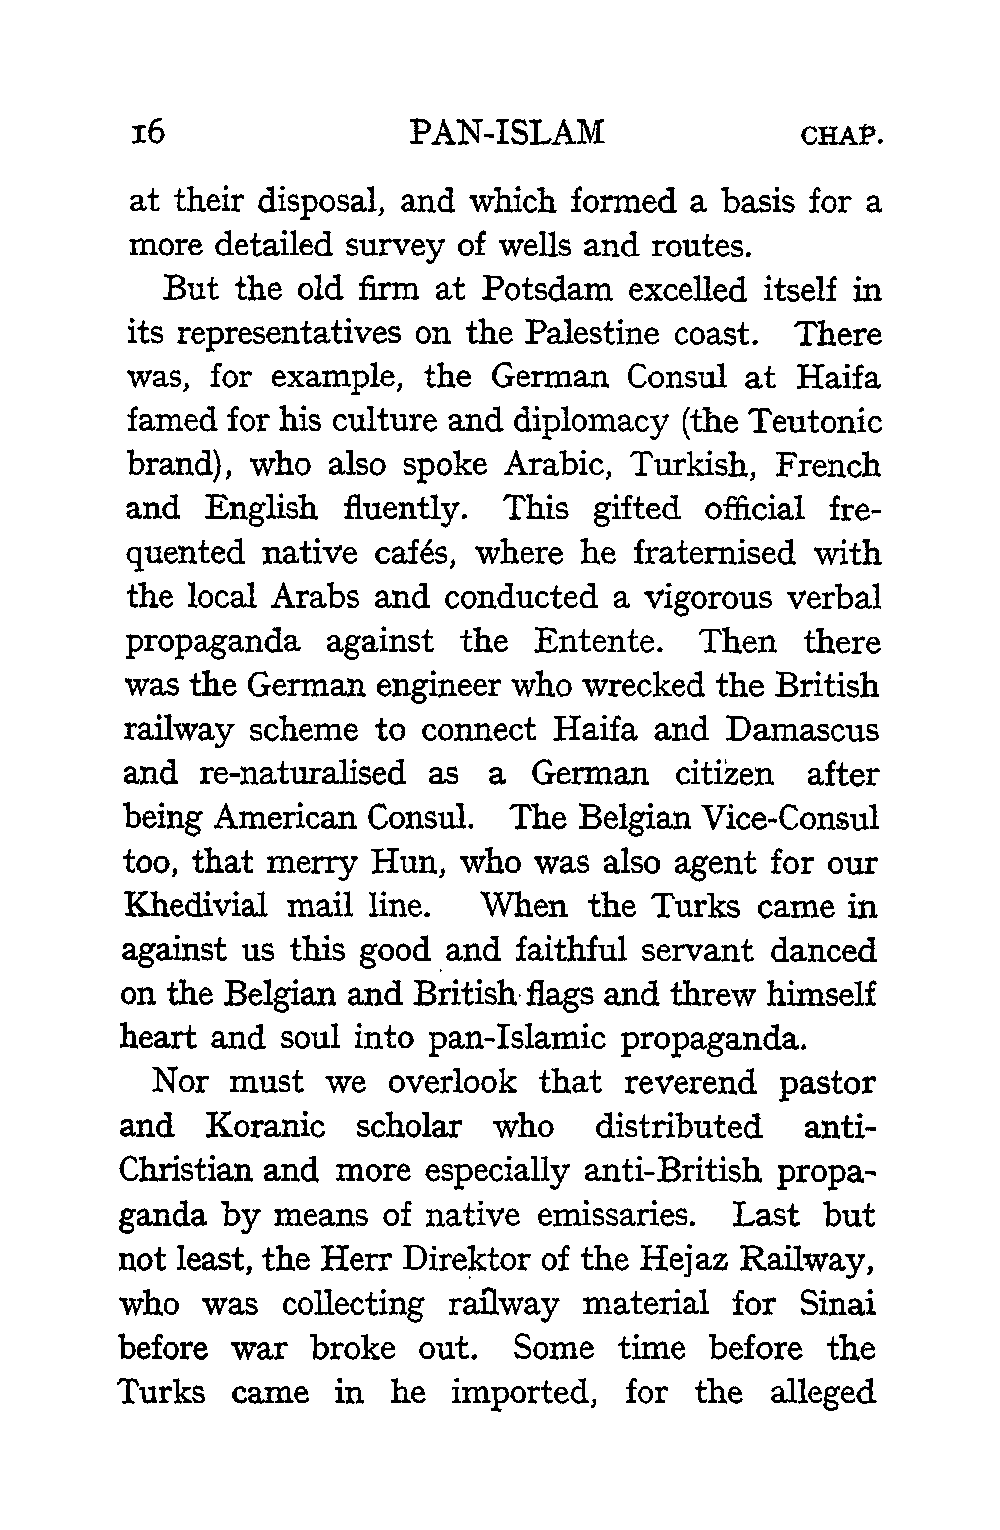 16 PAN-ISLAM CHAP.
at their disposal, and which formed a basis for a
more detailed survey of wells and routes.
But the old firm at Potsdam excelled itself in
its representatives on the Palestine coast. There
was, for example, the German Consul at Haifa
famed for his culture and diplomacy (the Teutonic
brand), who also spoke Arabic, Turkish, French
and English fluently. This gifted official fre-
quented native cafés, where he fraternised with
the local Arabs and conducted a vigorous verbal
propaganda against the Entente. Then there
was the German engineer who wrecked the British
railway scheme to connect Haifa and Damascus
and re-naturalised as a German citizen after
being American Consul. The Belgian Vice-Consul
too, that merry Hun, who was also agent for our
Khedivial mail line. When the Turks came in
against us this good and faithful servant danced
on the Belgian and British flags and threw himself
heart and soul into pan-Islamic propaganda.
Nor must we overlook that reverend pastor
and Koranic scholar who distributed anti-
Christian and more especially anti-British propa-
ganda by means of native emissaries. Last but
not least, the Herr Direktor of the Hejaz Railway,
who was collecting railway material for Sinai
before war broke out. Some time before the
Turks came in he imported, for the alleged